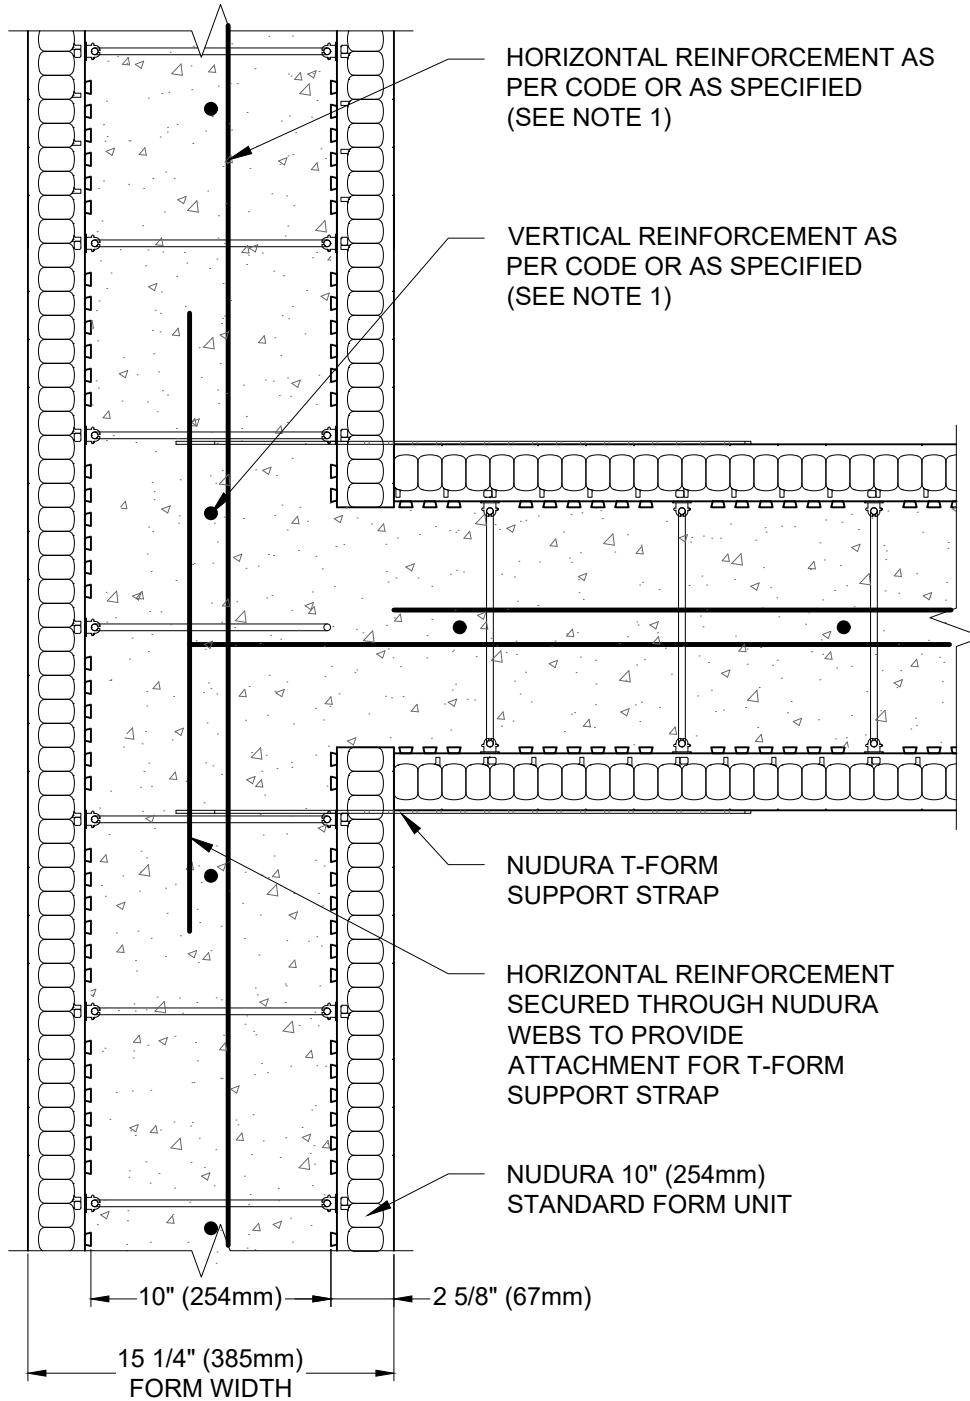 HORIZONTAL REINFORCEMENT AS
PER CODE OR AS SPECIFIED
(SEE NOTE 1)
VERTICAL REINFORCEMENT AS
PER CODE OR AS SPECIFIED
(SEE NOTE 1)
NUDURA T-FORM
SUPPORT STRAP
HORIZONTAL REINFORCEMENT
SECURED THROUGH NUDURA
WEBS TO PROVIDE
ATTACHMENT FOR T-FORM
SUPPORT STRAP
NUDURA 10" (254mm)
STANDARD FORM UNIT
10" (254mm)
2 5/8" (67mm)
15 1/4" (385mm)
FORM WIDTH